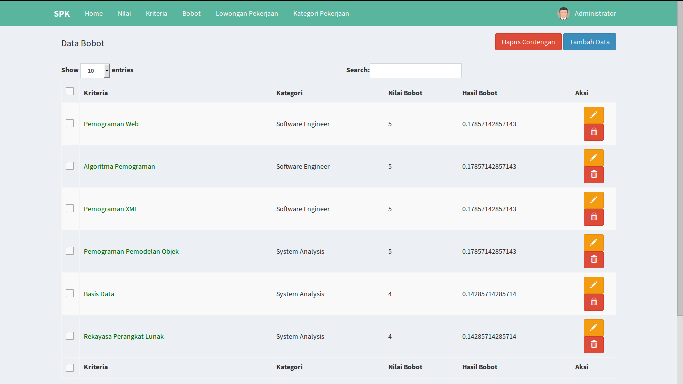 SPK Home Nilai Kriteria Bobot Lowongan Pekerjaan Kategori Pekerjaan Administrator
Data Bobot Hapus Contengan Tambah Data
Show 10 entries Search:
Kriteria Kategori Nilai Bobot Hasil Bobot Aksi
Pemograman Web Software Engineer 5 0.17857142857143
Algoritma Pemograman Software Engineer 5 0.17857142857143
Pemograman XML Software Engineer 5 0.17857142857143
Pemograman Pemodelan Objek System Analysis 5 0.17857142857143
Basis Data System Analysis 4 0.14285714285714
Rekayasa Perangkat Lunak System Analysis 4 0.14285714285714
Kriteria Kategori Nilai Bobot Hasil Bobot Aksi